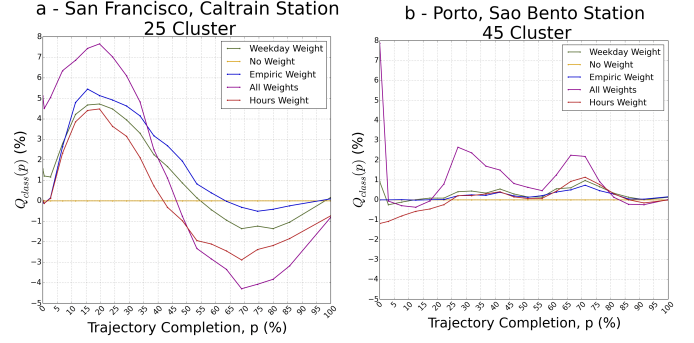 a - San Francisco, Caltrain Station
25 Cluster
8
7
6
5
4
3
2
1
0
−1
−2
−3
−4
−5
Q_class(p) (%)
Weekday Weight
No Weight
Empiric Weight
All Weights
Hours Weight
0 5 10 15 20 25 30 35 40 45 50 55 60 65 70 75 80 85 90 95 100
Trajectory Completion, p (%)
b - Porto, Sao Bento Station
45 Cluster
8
7
6
5
4
3
2
1
0
−1
−2
−3
−4
−5
Q_class(p) (%)
Weekday Weight
No Weight
Empiric Weight
All Weights
Hours Weight
0 5 10 15 20 25 30 35 40 45 50 55 60 65 70 75 80 85 90 95 100
Trajectory Completion, p (%)